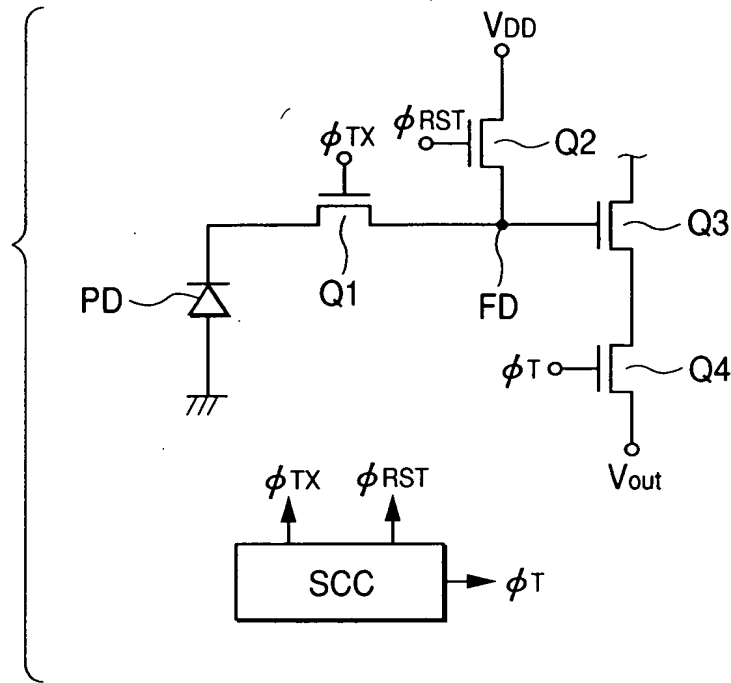 VDD
ϕRST
Q2
ϕTX
Q3
Q1
PD
FD
ϕT
Q4
Vout
ϕTX
ϕRST
SCC
ϕT